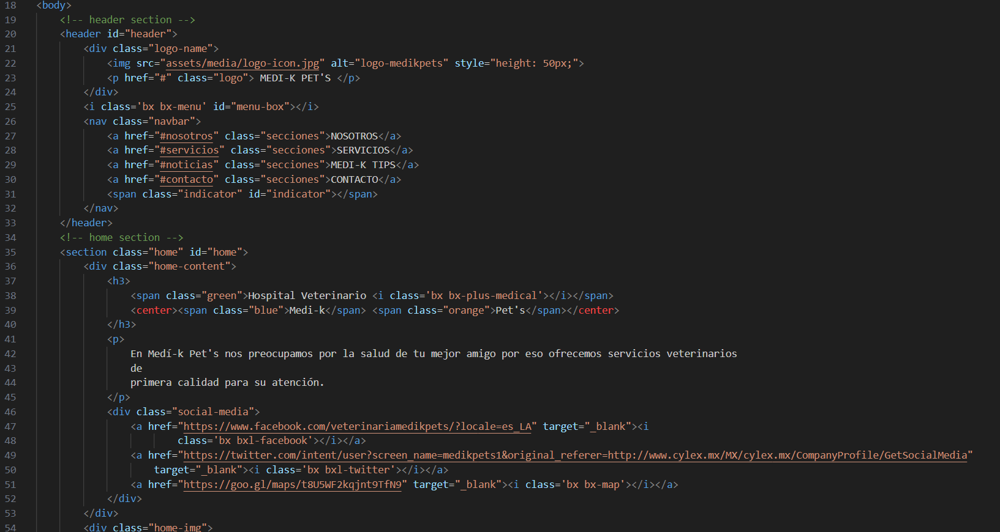 18 <body>
19 <!-- header section -->
20 <header id="header">
21 <div class="logo-name">
22 <img src="assets/media/logo-icon.jpg" alt="logo-medikpets" style="height: 50px;">
23 <p href="#" class="logo"> MEDI-K PET'S </p>
24 </div>
25 <i class='bx bx-menu' id="menu-box"></i>
26 <nav class="navbar">
27 <a href="#nosotros" class="secciones">NOSOTROS</a>
28 <a href="#servicios" class="secciones">SERVICIOS</a>
29 <a href="#noticias" class="secciones">MEDI-K TIPS</a>
30 <a href="#contacto" class="secciones">CONTACTO</a>
31 <span class="indicator" id="indicator"></span>
32 </nav>
33 </header>
34 <!-- home section -->
35 <section class="home" id="home">
36 <div class="home-content">
37 <h3>
38 <span class="green">Hospital Veterinario <i class='bx bx-plus-medical'></i></span>
39 <center><span class="blue">Medi-k</span> <span class="orange">Pet's</span></center>
40 </h3>
41 <p>
42 En Medí-k Pet's nos preocupamos por la salud de tu mejor amigo por eso ofrecemos servicios veterinarios
43 de
44 primera calidad para su atención.
45 </p>
46 <div class="social-media">
47 <a href="https://www.facebook.com/veterinariamedikpets/?locale=es_LA" target="_blank"><i
48 class='bx bxl-facebook'></i></a>
49 <a href="https://twitter.com/intent/user?screen_name=medikpets1&original_referer=http://www.cylex.mx/MX/cylex.mx/CompanyProfile/GetSocialMedia"
50 target="_blank"><i class='bx bxl-twitter'></i></a>
51 <a href="https://goo.gl/maps/t8U5WF2kqjnt9TfN9" target="_blank"><i class='bx bx-map'></i></a>
52 </div>
53 </div>
54 <div class="home-img">